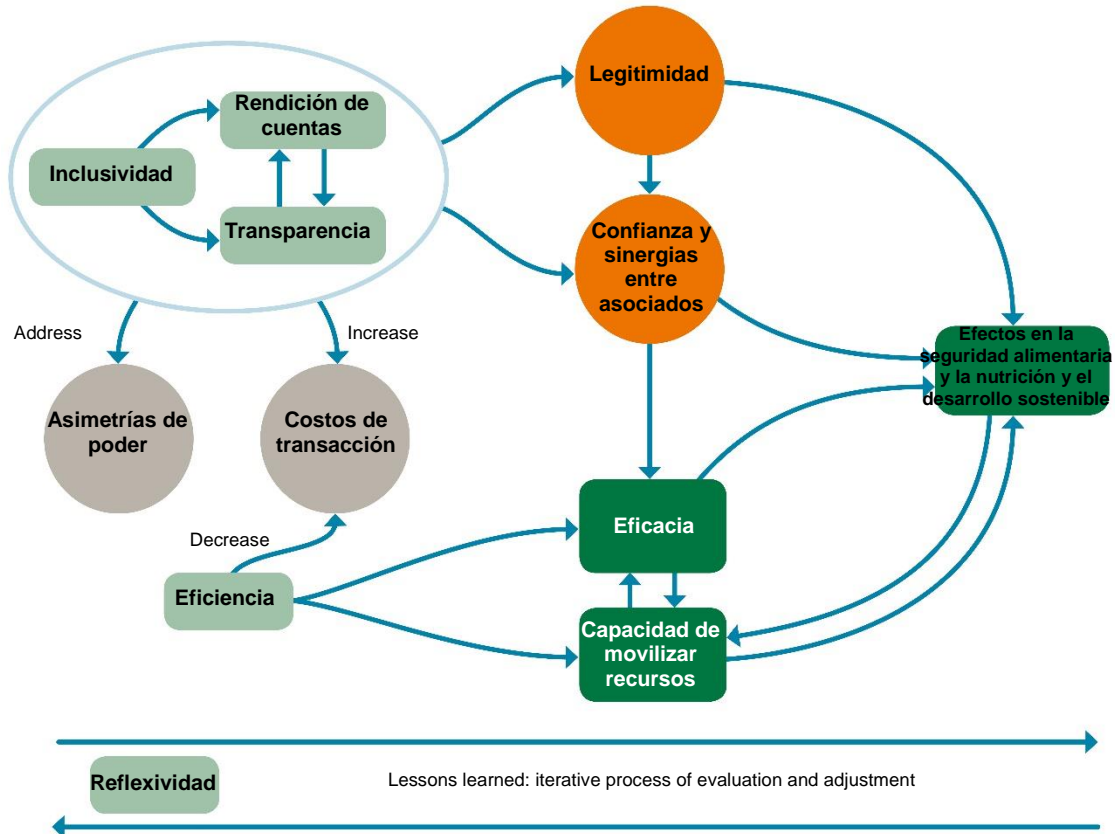 Rendición de
cuentas
Inclusividad
Transparencia
Legitimidad
Confianza y
sinergias
entre
asociados
Address
Increase
Asimetrías de
poder
Costos de
transacción
Efectos en la
seguridad alimentaria
y la nutrición y el
desarrollo sostenible
Decrease
Eficiencia
Eficacia
Capacidad de
movilizar
recursos
Reflexividad
Lessons learned: iterative process of evaluation and adjustment